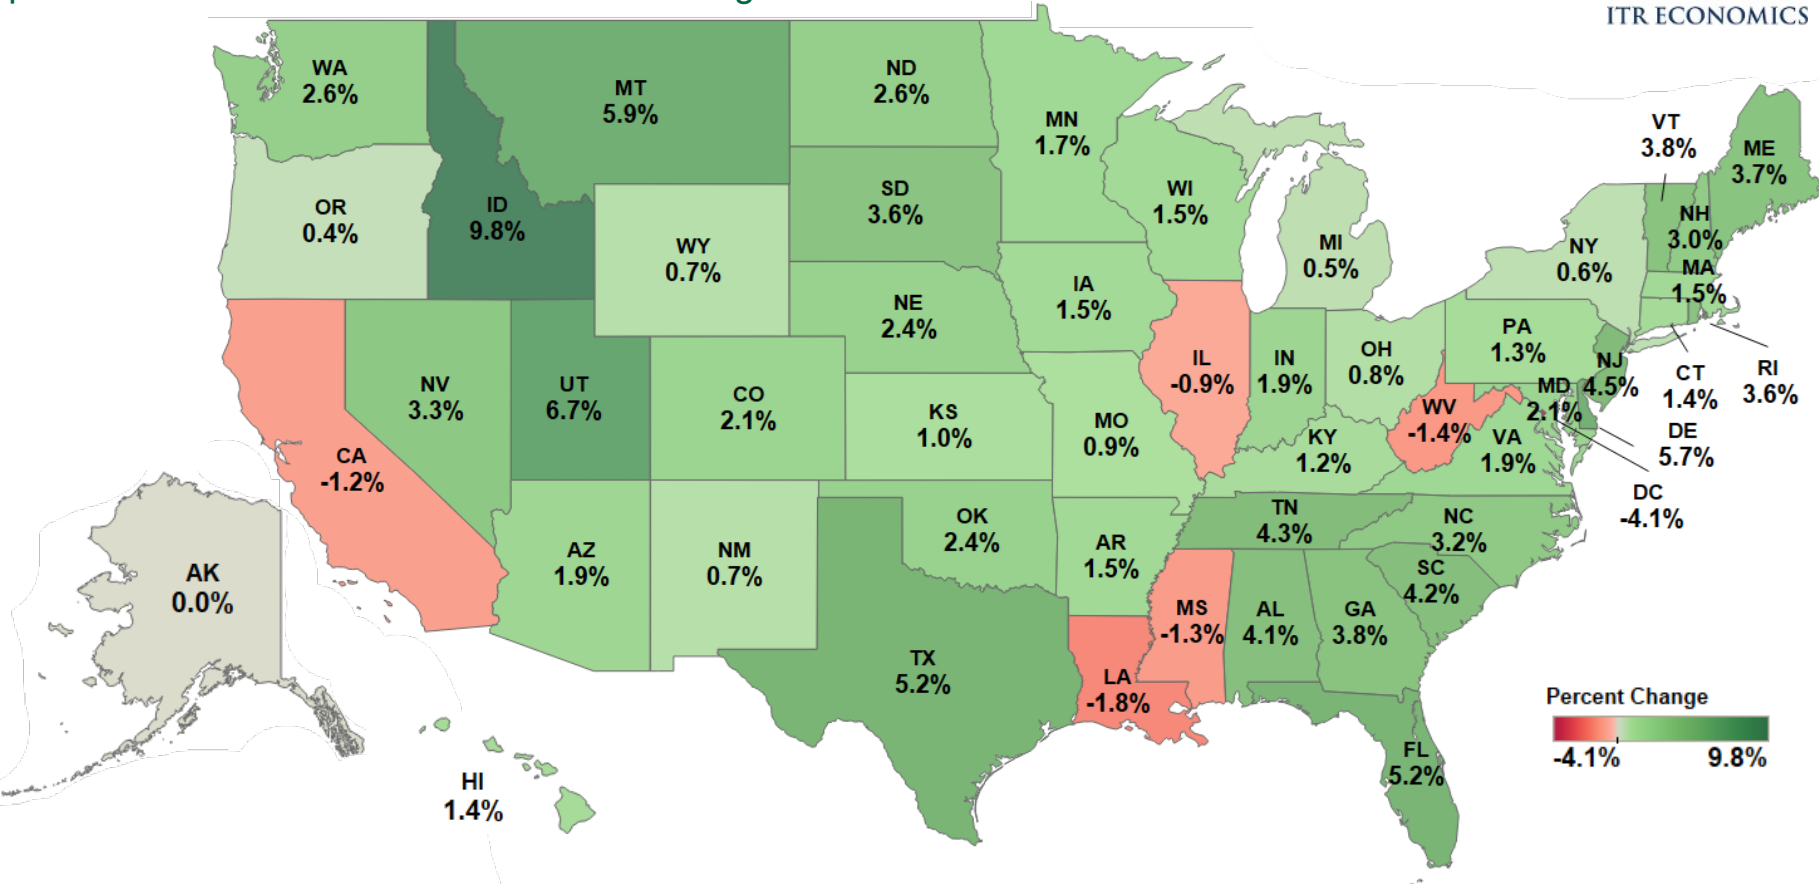 ITR ECONOMICS
WA
2.6%
MT
5.9%
ND
2.6%
MN
1.7%
VT
3.8%
ME
3.7%
OR
0.4%
ID
9.8%
WY
0.7%
SD
3.6%
WI
1.5%
MI
0.5%
NY
0.6%
NH
3.0%
MA
1.5%
NE
2.4%
IA
1.5%
PA
1.3%
NJ
4.5%
CT
1.4%
RI
3.6%
IL
-0.9%
IN
1.9%
OH
0.8%
MD
2.1%
DE
5.7%
DC
-4.1%
NV
3.3%
UT
6.7%
CO
2.1%
KS
1.0%
MO
0.9%
KY
1.2%
WV
-1.4%
VA
1.9%
CA
-1.2%
AK
0.0%
AZ
1.9%
NM
0.7%
OK
2.4%
AR
1.5%
TN
4.3%
NC
3.2%
SC
4.2%
MS
-1.3%
AL
4.1%
GA
3.8%
TX
5.2%
LA
-1.8%
FL
5.2%
HI
1.4%
Percent Change
-4.1%
9.8%